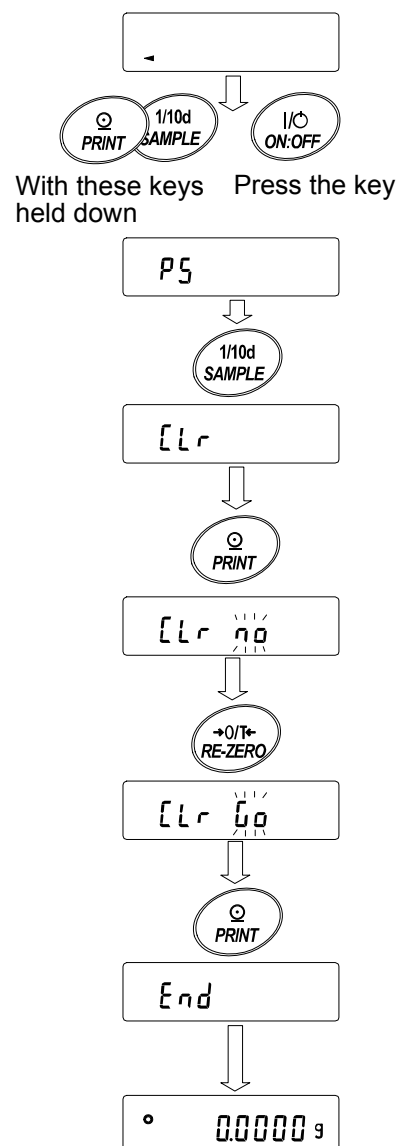 1/10d I/
PRINT SAMPLE ON:OFF
With these keys Press the key
held down
PS
1/10d
SAMPLE
CLr
PRINT
CLr no
→0/T←
RE-ZERO
CLr Go
PRINT
End
0.0000 g